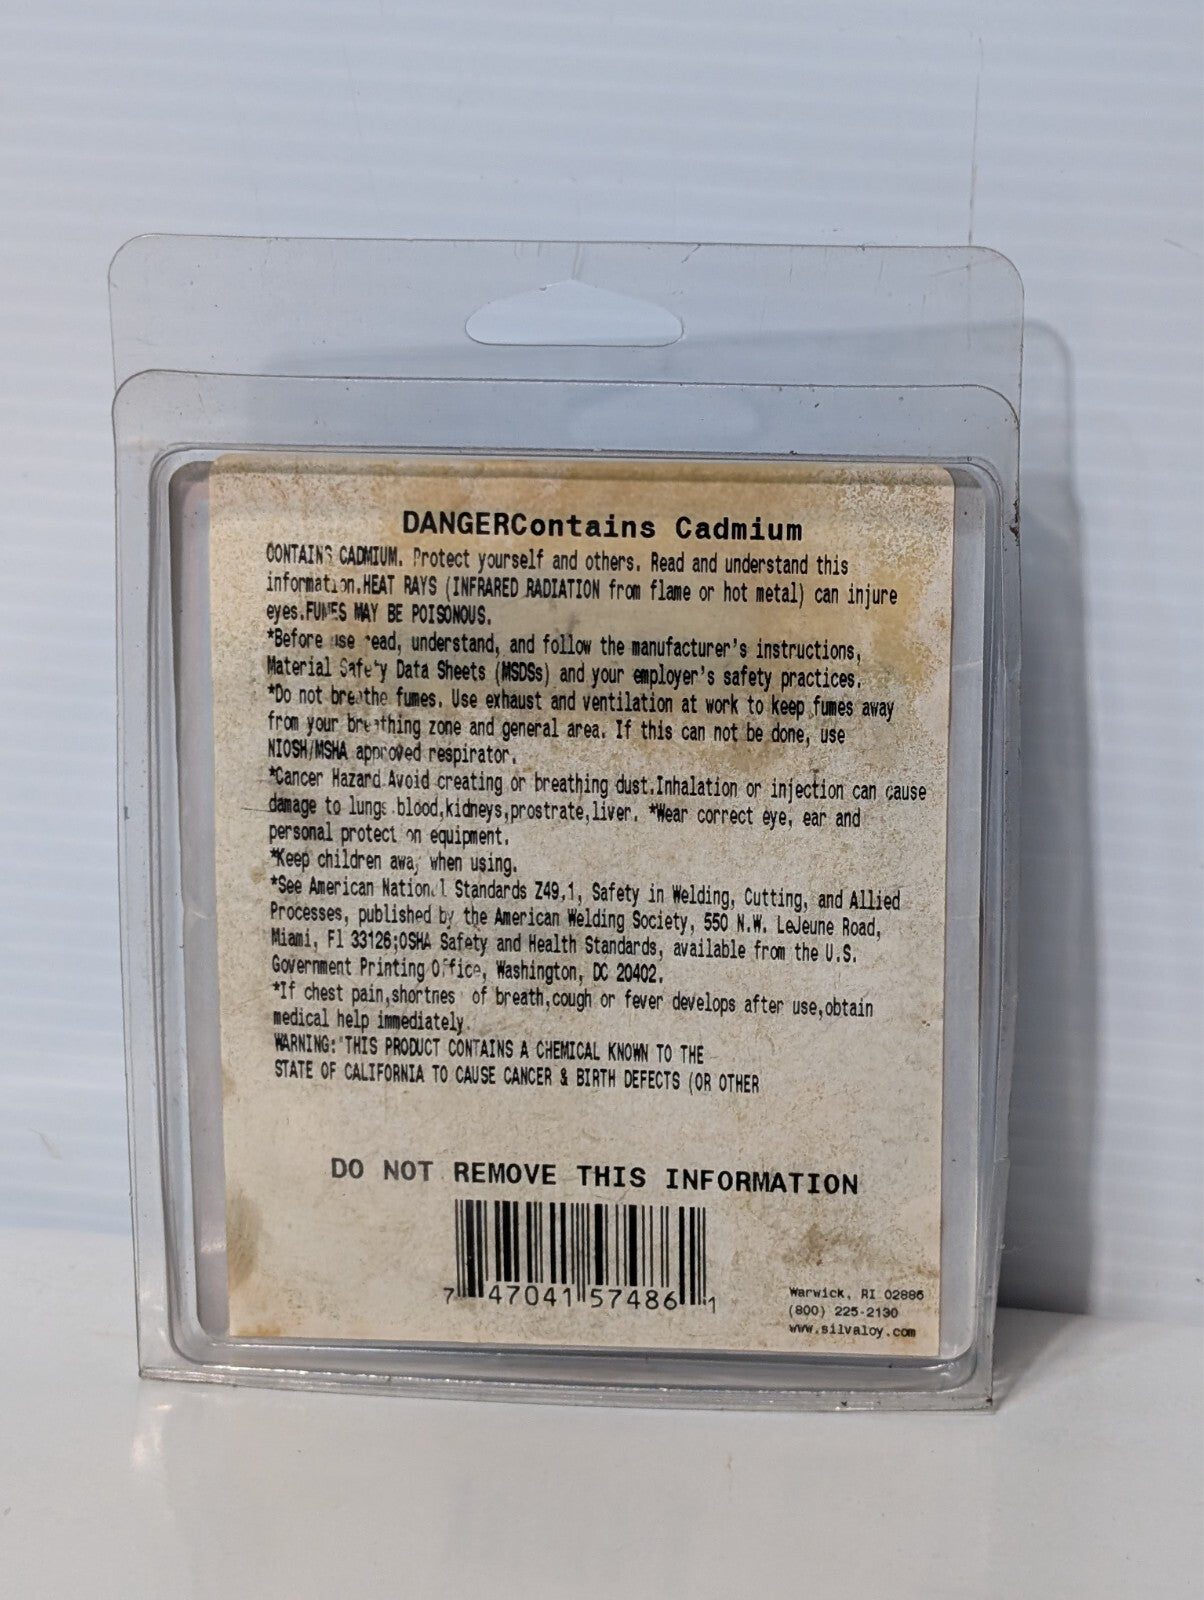 DANGERContains Cadmium
CONTAINS CADMIUM. Protect yourself and others. Read and understand this
information.HEAT RAYS (INFRARED RADIATION from flame or hot metal) can injure
eyes.FUMES MAY BE POISONOUS.
*Before use read, understand, and follow the manufacturer's instructions,
Material Safety Data Sheets (MSDSs) and your employer's safety practices.
*Do not breathe fumes. Use exhaust and ventilation at work to keep fumes away
from your breathing zone and general area. If this can not be done, use
NIOSH/MSHA approved respirator.
*Cancer Hazard.Avoid creating or breathing dust.Inhalation or injection can cause
damage to lungs.blood,kidneys,prostrate,liver. *Wear correct eye, ear and
personal protection equipment.
*Keep children away when using.
*See American National Standards Z49.1, Safety in Welding, Cutting, and Allied
Processes, published by the American Welding Society, 550 N.W. LeJeune Road,
Miami, Fl 33126;OSHA Safety and Health Standards, available from the U.S.
Government Printing Office, Washington, DC 20402.
*If chest pain,shortness of breath,cough or fever develops after use,obtain
medical help immediately.
WARNING: THIS PRODUCT CONTAINS A CHEMICAL KNOWN TO THE
STATE OF CALIFORNIA TO CAUSE CANCER & BIRTH DEFECTS (OR OTHER
DO NOT REMOVE THIS INFORMATION
7 47041 57486 1
Warwick, RI 02886
(800) 225-2130
www.silvaloy.com